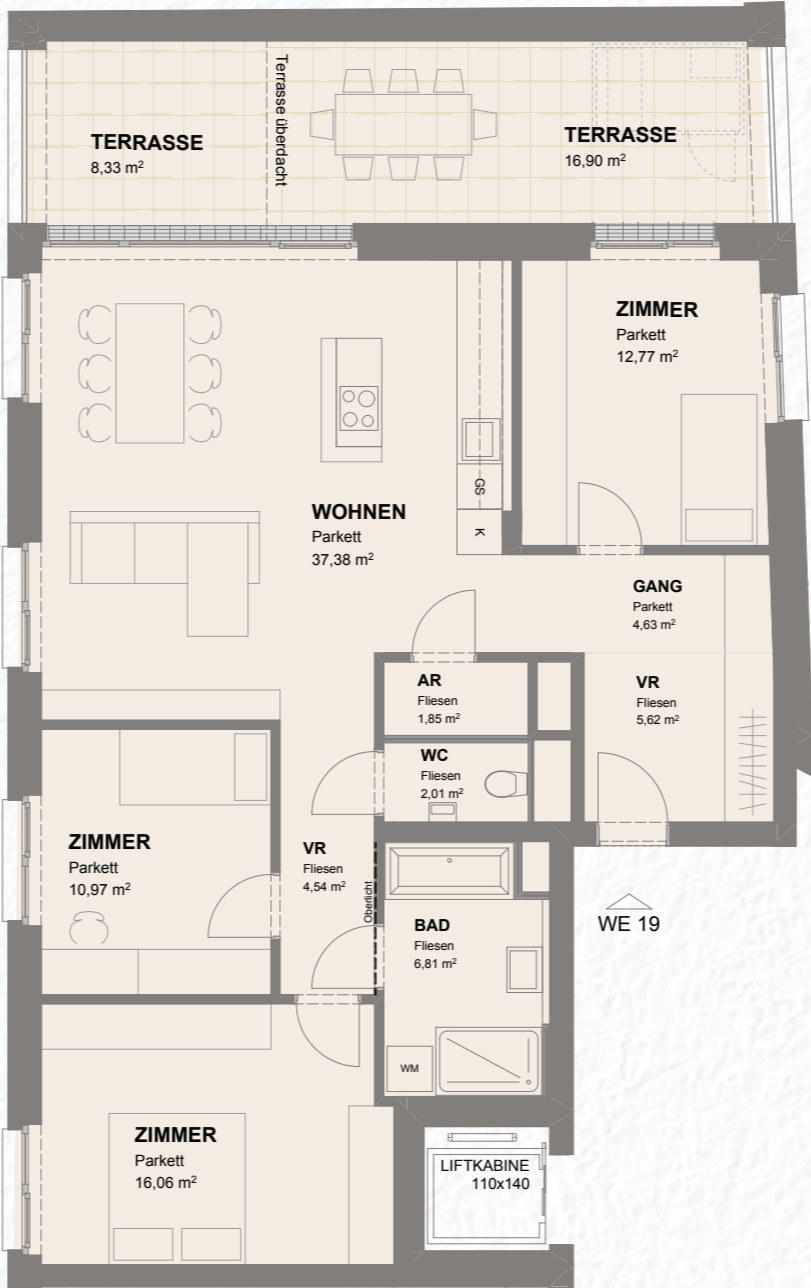 Terrasse überdacht
TERRASSE
8,33 m²
TERRASSE
16,90 m²
ZIMMER
Parkett
12,77 m²
GS
K
WOHNEN
Parkett
37,38 m²
GANG
Parkett
4,63 m²
AR
Fliesen
1,85 m²
VR
Fliesen
5,62 m²
WC
Fliesen
2,01 m²
ZIMMER
Parkett
10,97 m²
VR
Fliesen
4,54 m²
Oberlicht
BAD
Fliesen
6,81 m²
WE 19
WM
ZIMMER
Parkett
16,06 m²
LIFTKABINE
110x140